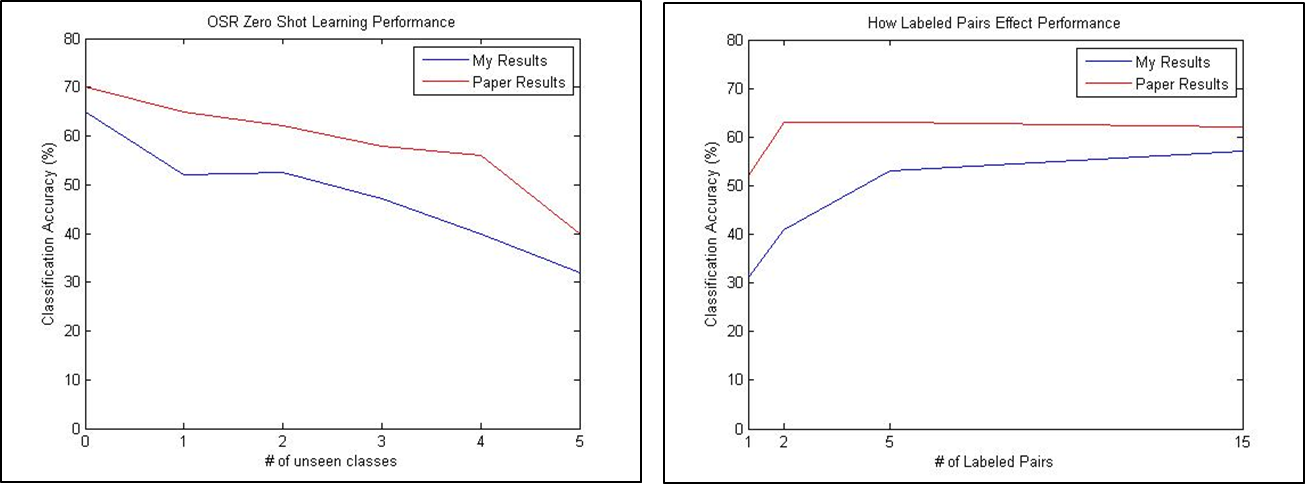 OSR Zero Shot Learning Performance
80
70
60
50
40
30
20
10
0
Classification Accuracy (%)
My Results
Paper Results
0 1 2 3 4 5
# of unseen classes
How Labeled Pairs Effect Performance
80
70
60
50
40
30
20
10
0
Classification Accuracy (%)
My Results
Paper Results
1 2 5 15
# of Labeled Pairs